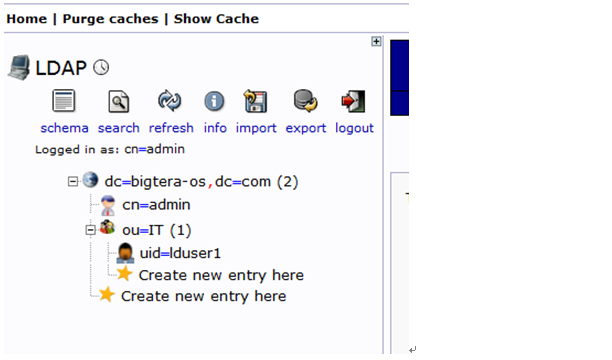 Home | Purge caches | Show Cache
LDAP
schema search refresh info import export logout
Logged in as: cn=admin
dc=bigtera-os,dc=com (2)
cn=admin
ou=IT (1)
uid=lduser1
Create new entry here
Create new entry here